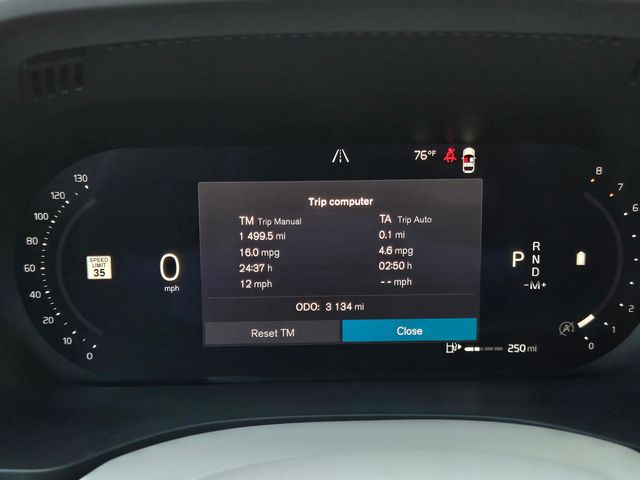 76°F
Trip computer
TM Trip Manual
TA Trip Auto
1 499.5 mi
0.1 mi
16.0 mpg
4.6 mpg
24:37 h
02:50 h
12 mph
-- mph
ODO: 3 134 mi
Reset TM
Close
130
120
100
80
60
40
20
10
0
SPEED
LIMIT
35
0
mph
P
R
N
D
-M+
8
7
6
2
1
0
A
250 mi